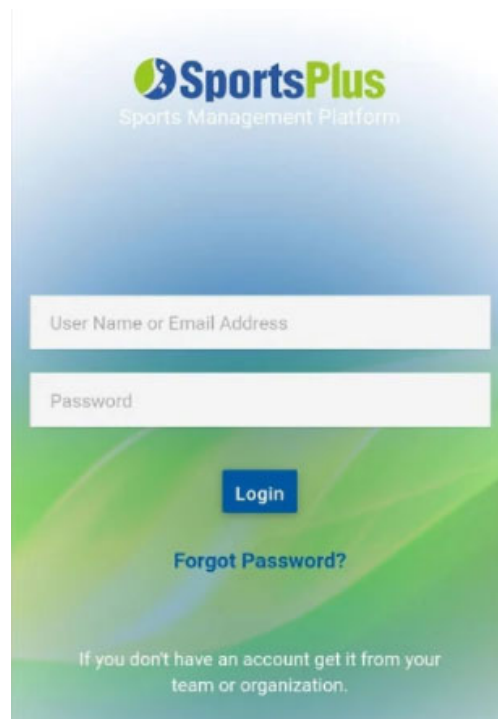 SportsPlus
Sports Management Platform
User Name or Email Address
Password
Login
Forgot Password?
If you don't have an account get it from your
team or organization.